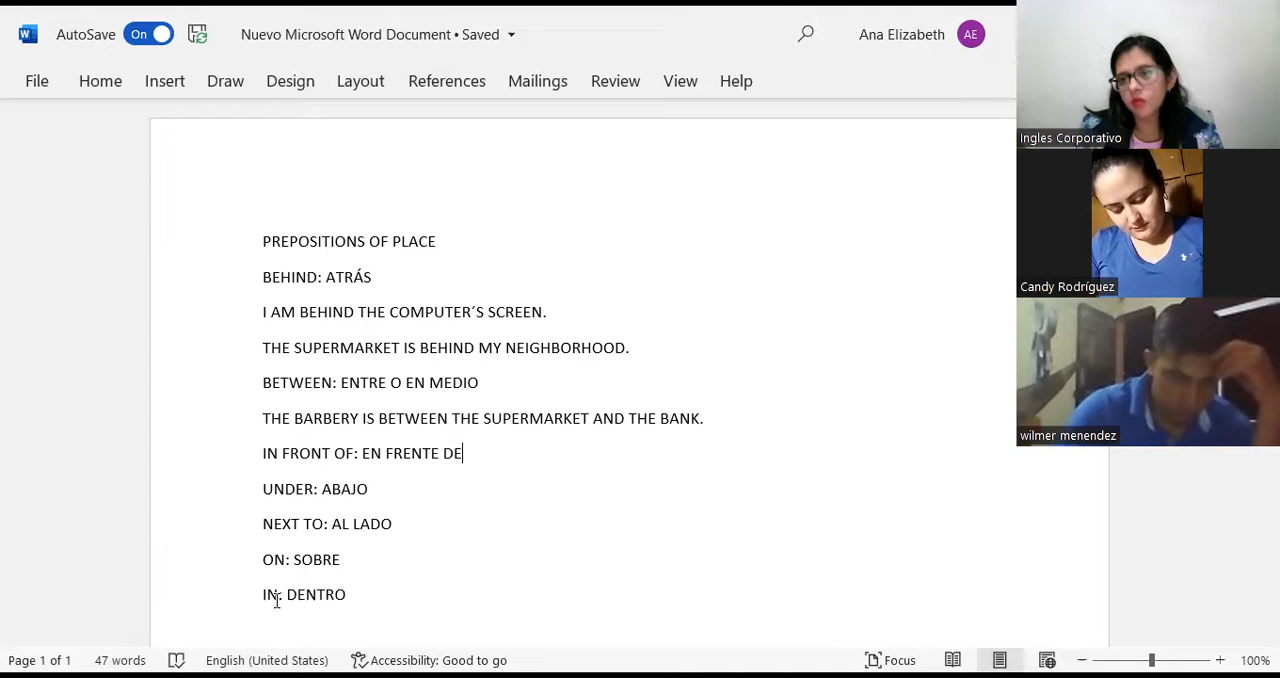 AutoSave On Nuevo Microsoft Word Document • Saved Ana Elizabeth AE
File Home Insert Draw Design Layout References Mailings Review View Help
Ingles Corporativo
Candy Rodríguez
wilmer menendez
PREPOSITIONS OF PLACE
BEHIND: ATRÁS
I AM BEHIND THE COMPUTER´S SCREEN.
THE SUPERMARKET IS BEHIND MY NEIGHBORHOOD.
BETWEEN: ENTRE O EN MEDIO
THE BARBERY IS BETWEEN THE SUPERMARKET AND THE BANK.
IN FRONT OF: EN FRENTE DE
UNDER: ABAJO
NEXT TO: AL LADO
ON: SOBRE
IN: DENTRO
Page 1 of 1 47 words English (United States) Accessibility: Good to go Focus 100%